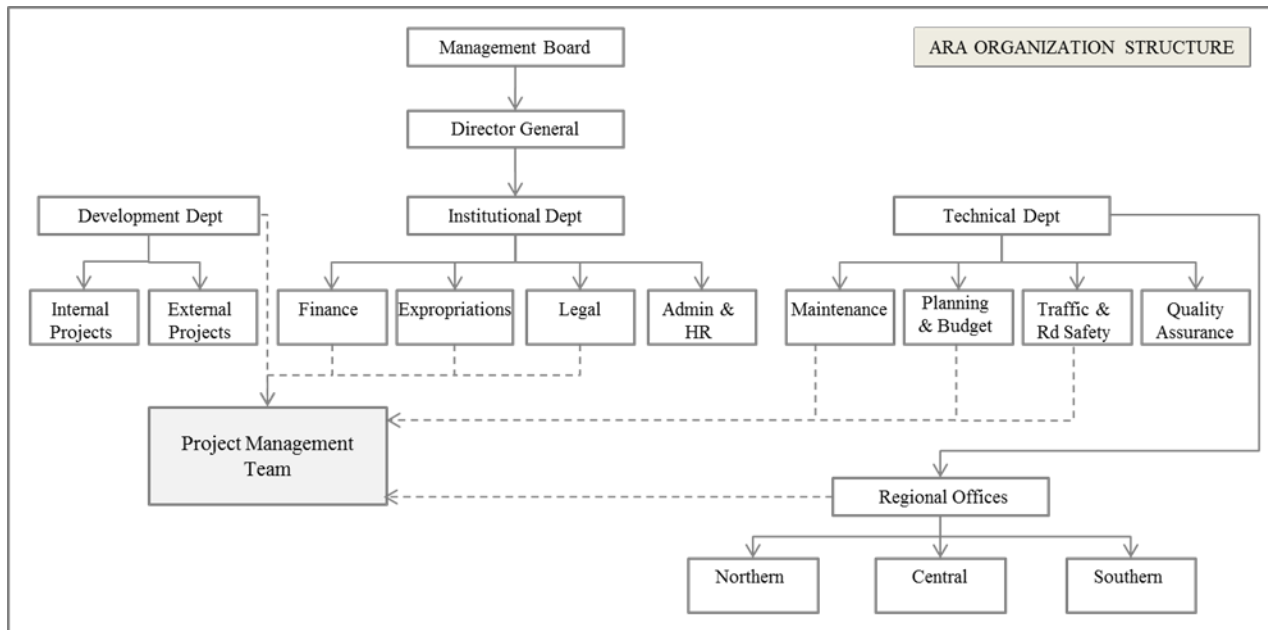 Management Board
ARA ORGANIZATION STRUCTURE
Director General
Development Dept
Institutional Dept
Technical Dept
Internal
Projects
External
Projects
Finance
Expropriations
Legal
Admin &
HR
Maintenance
Planning
& Budget
Traffic &
Rd Safety
Quality
Assurance
Project Management
Team
Regional Offices
Northern
Central
Southern